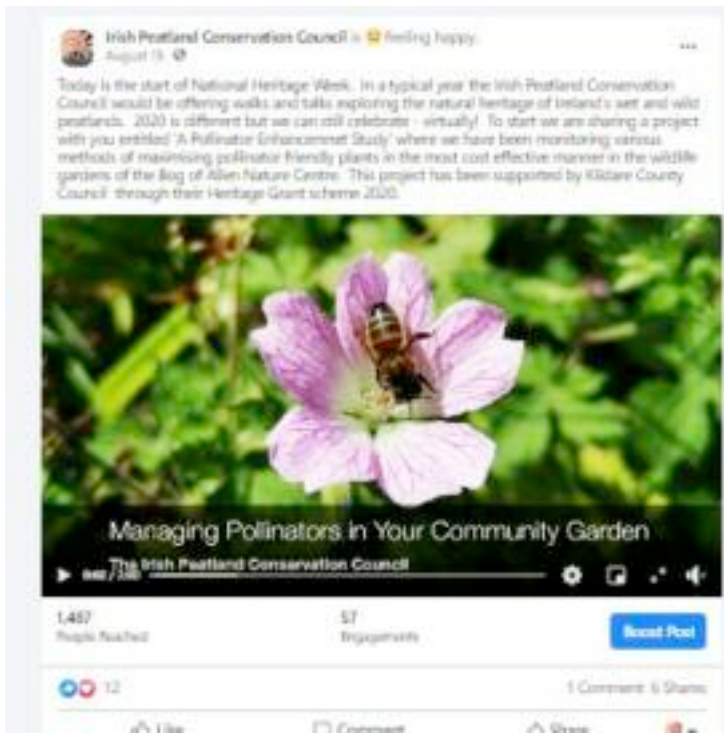 Irish Peatland Conservation Council is feeling happy.
August 15
Today is the start of National Heritage Week. In a typical year the Irish Peatland Conservation
Council would be offering walks and talks exploring the natural heritage of Ireland's wet and wild
peatlands. 2020 is different but we can still celebrate - virtually! To start we are sharing a project
with you entitled 'A Pollinator Enhancemnet Study' where we have been monitoring various
methods of maximising pollinator friendly plants in the most cost effective manner in the wildlife
gardens of the Bog of Allen Nature Centre. This project has been supported by Kildare County
Council through their Heritage Grant scheme 2020.
Managing Pollinators in Your Community Garden
The Irish Peatland Conservation Council
1,487 57
People Reached Engagements Boost Post
12 1 Comment 6 Shares
Like Comment Share